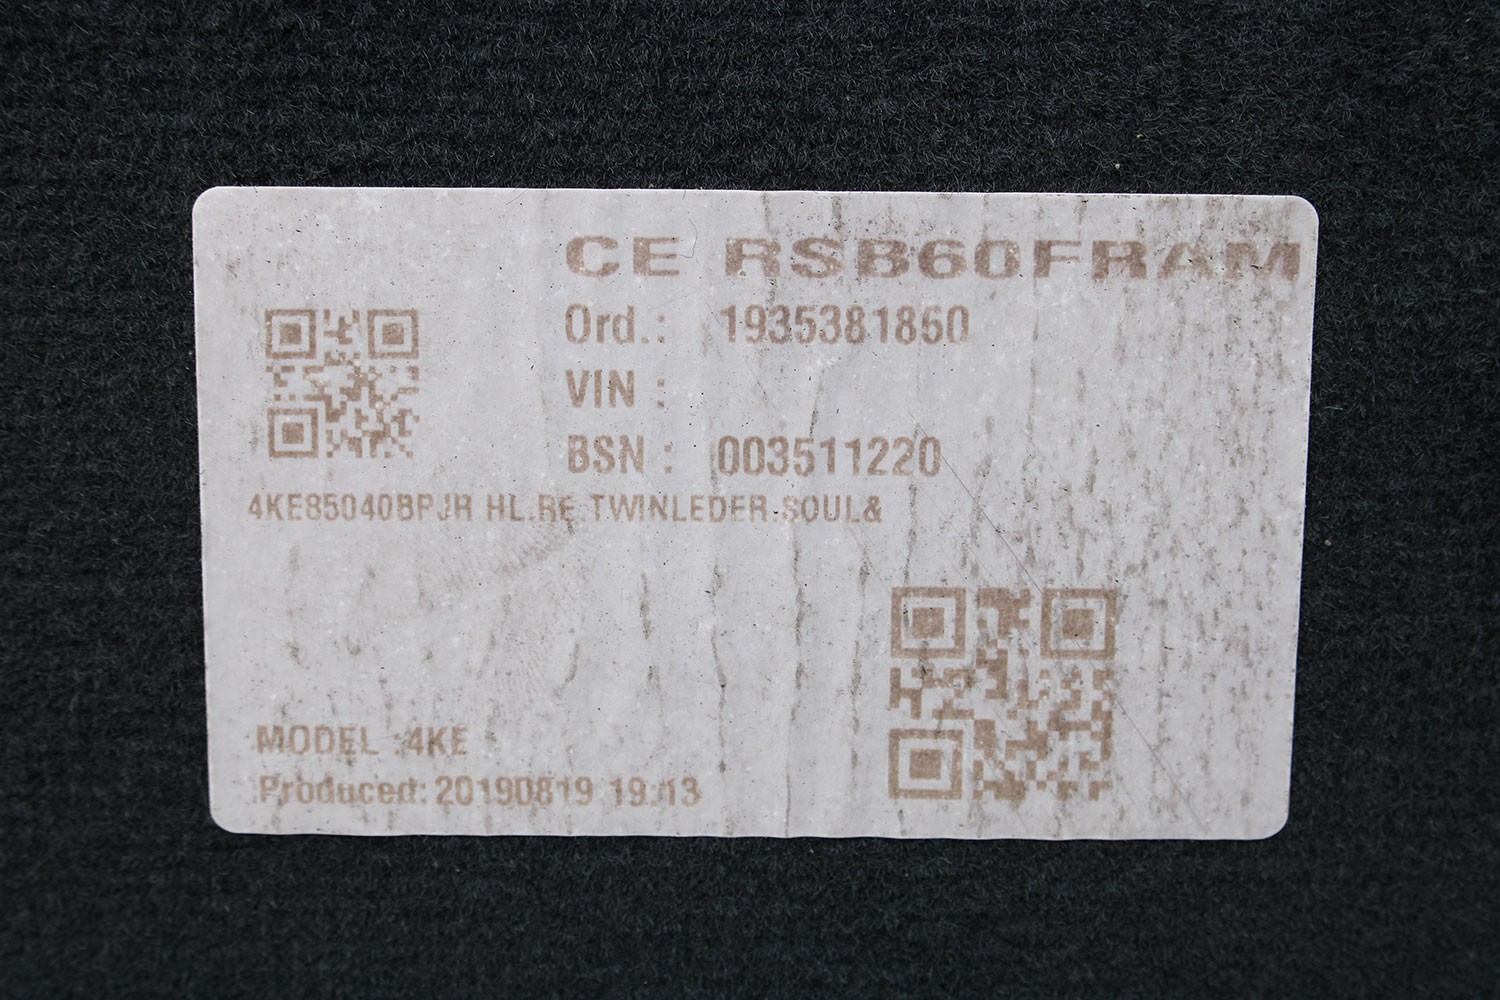 CE RSB60FRAM
Ord.: 1935381860
VIN :
BSN : 003511220
4KE85040BPJR HL.RE TWINLEDER.SOUL&
MODEL :4KE
Produced: 20190819 19:13